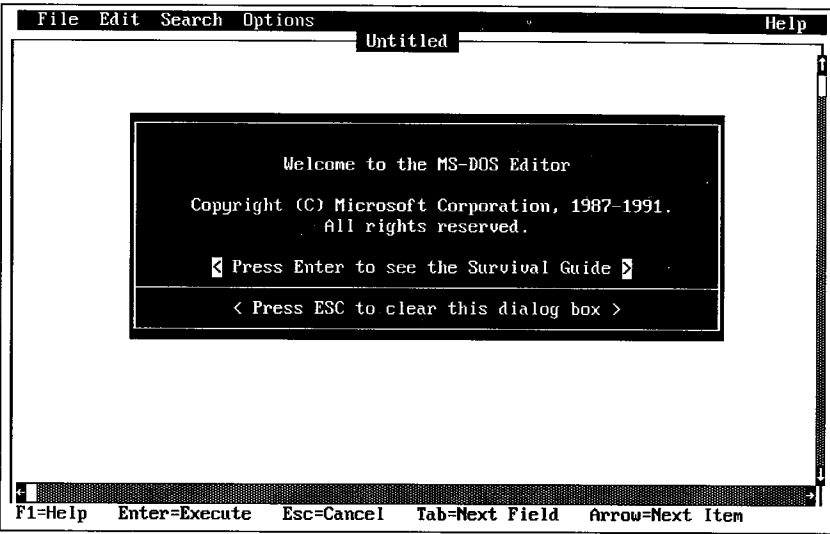 File Edit Search Options Help
Untitled
Welcome to the MS-DOS Editor
Copyright (C) Microsoft Corporation, 1987-1991.
All rights reserved.
< Press Enter to see the Survival Guide >
< Press ESC to clear this dialog box >
F1=Help Enter=Execute Esc=Cancel Tab=Next Field Arrow=Next Item